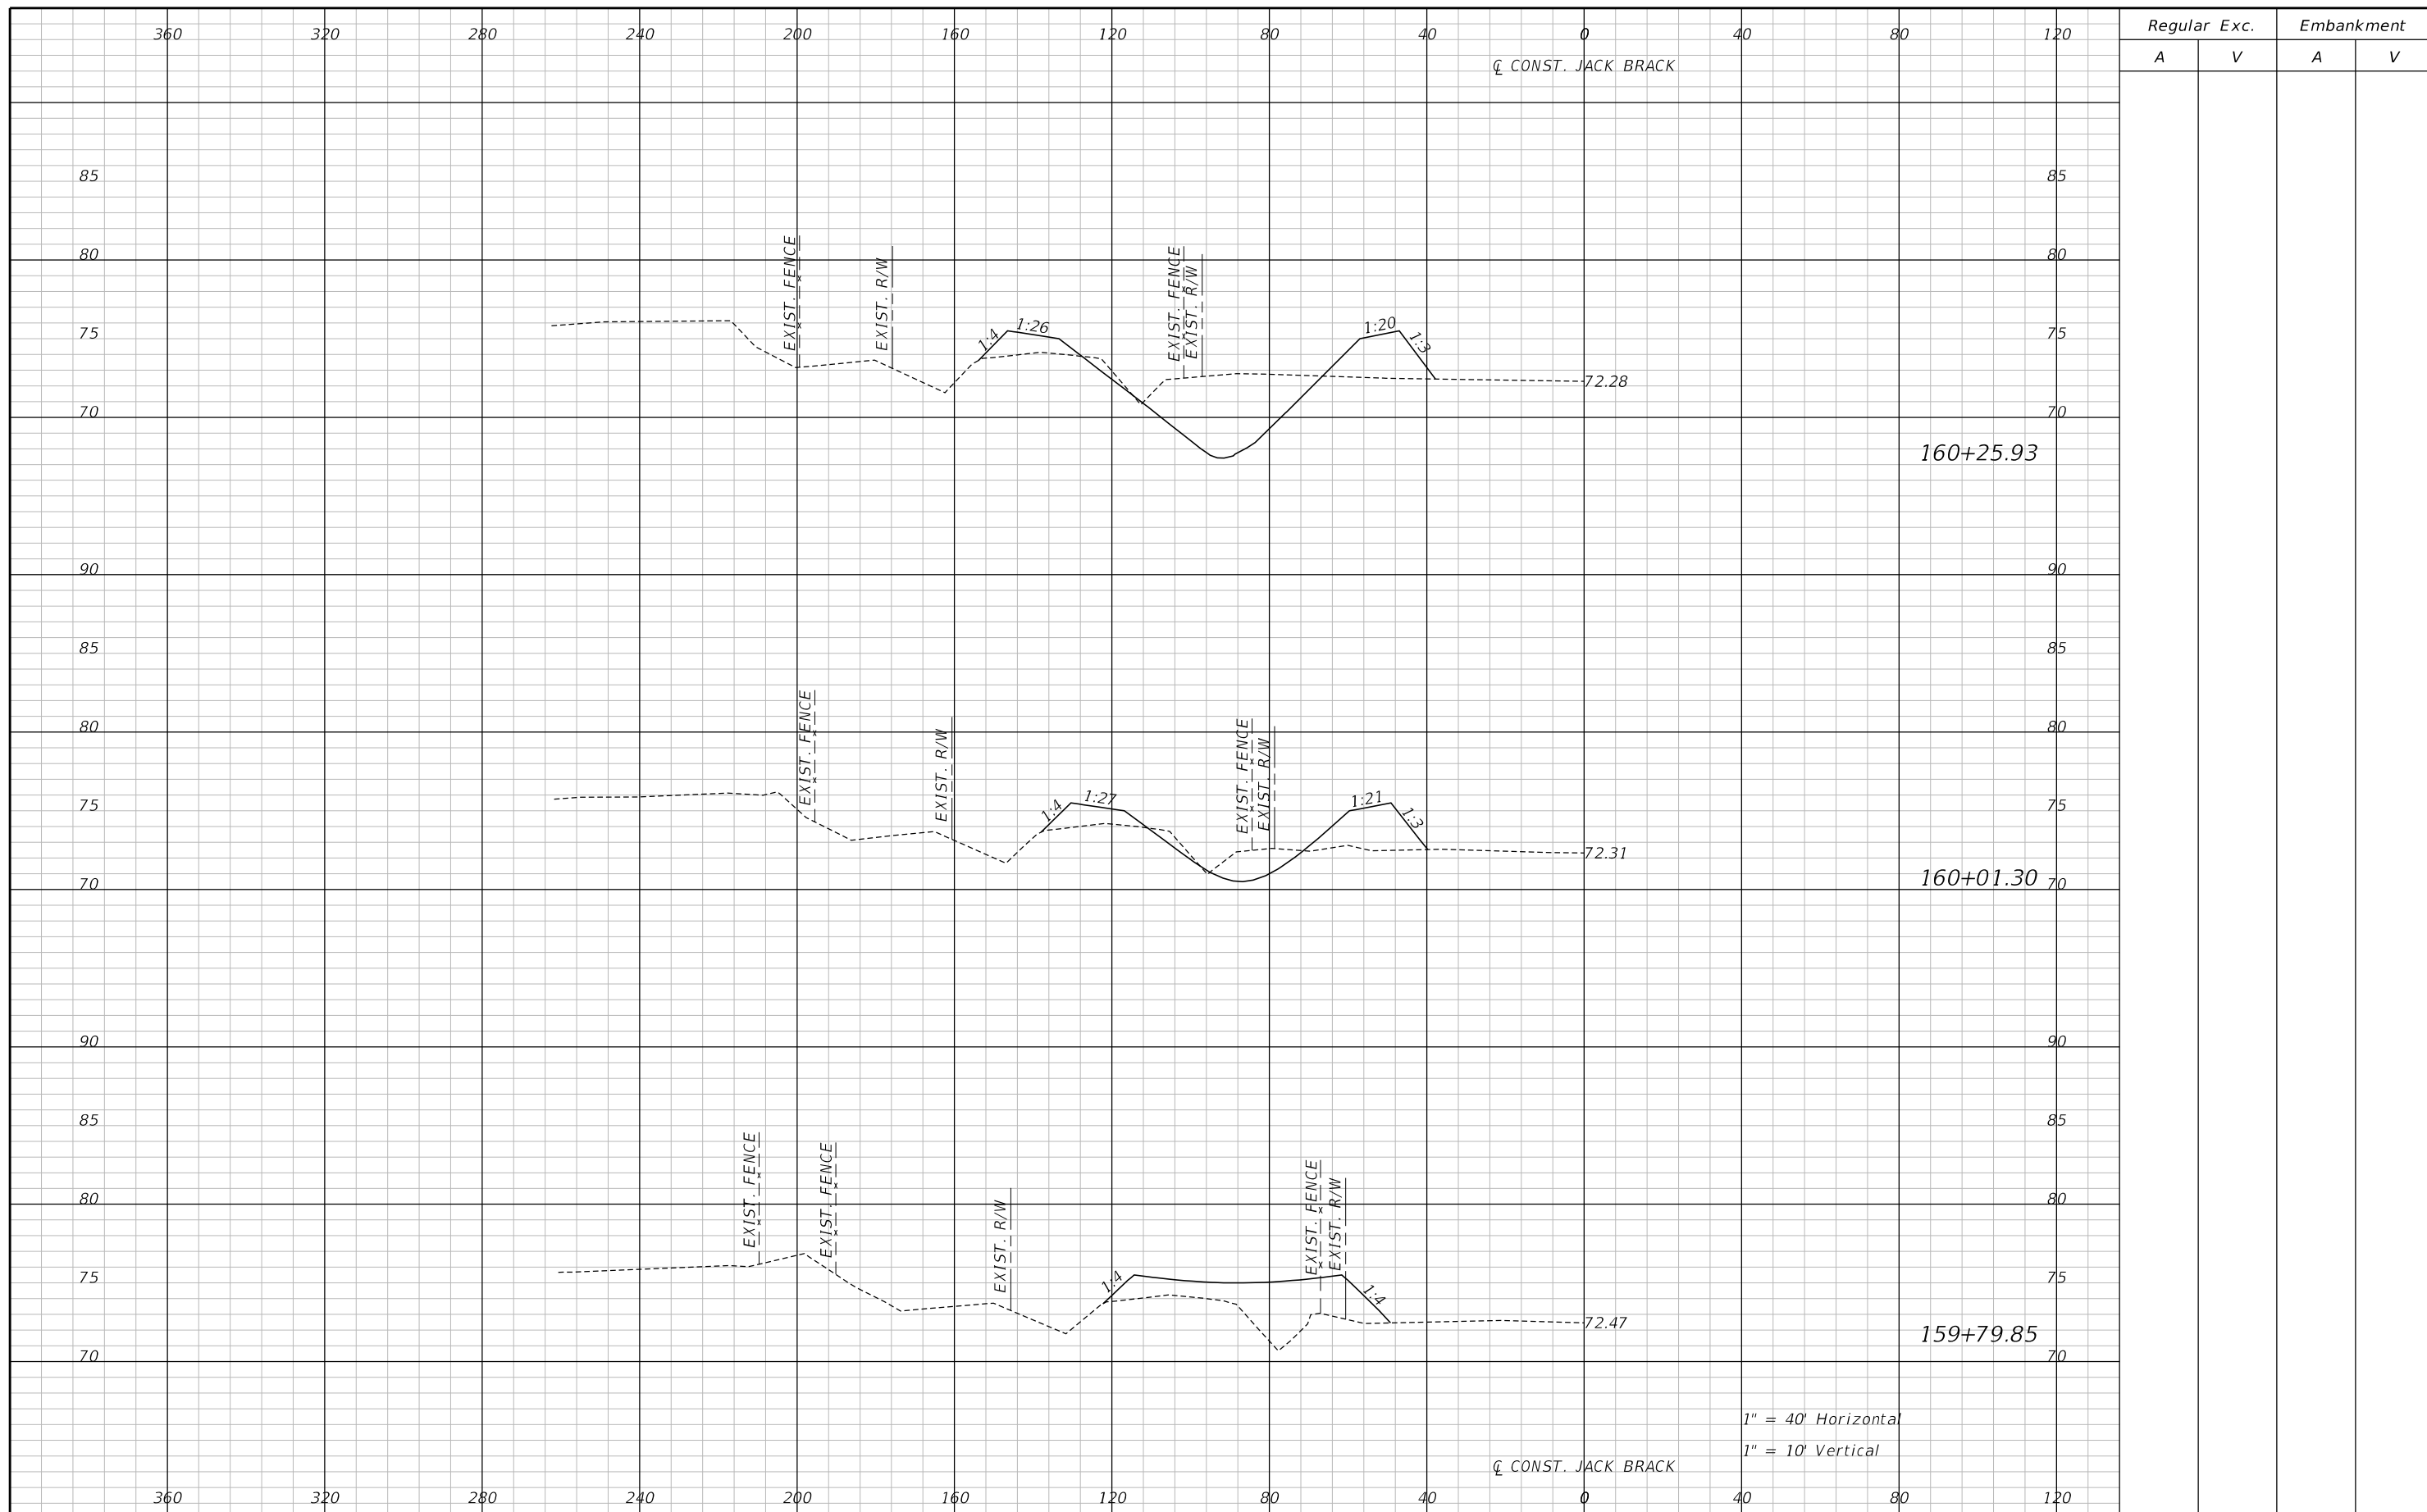 360 320 280 240 200 160 120 80 40 0 40 80 120 Regular Exc. Embankment
A V A V
℄ CONST. JACK BRACK
85 85
80 80
EXIST. FENCE
EXIST. R/W
EXIST. FENCE
EXIST. R/W
75 75
1:4
1:26
1:20
1:3
72.28
70 70
160+25.93
90 90
85 85
80 80
EXIST. FENCE
EXIST. R/W
EXIST. FENCE
EXIST. R/W
75 75
1:4
1:27
1:21
1:3
72.31
160+01.30
70 70
90 90
85 85
80 80
EXIST. FENCE
EXIST. FENCE
EXIST. R/W
EXIST. FENCE
EXIST. R/W
75 75
1:4
1:4
72.47
159+79.85
70 70
1" = 40' Horizontal
1" = 10' Vertical
℄ CONST. JACK BRACK
360 320 280 240 200 160 120 80 40 0 40 80 120